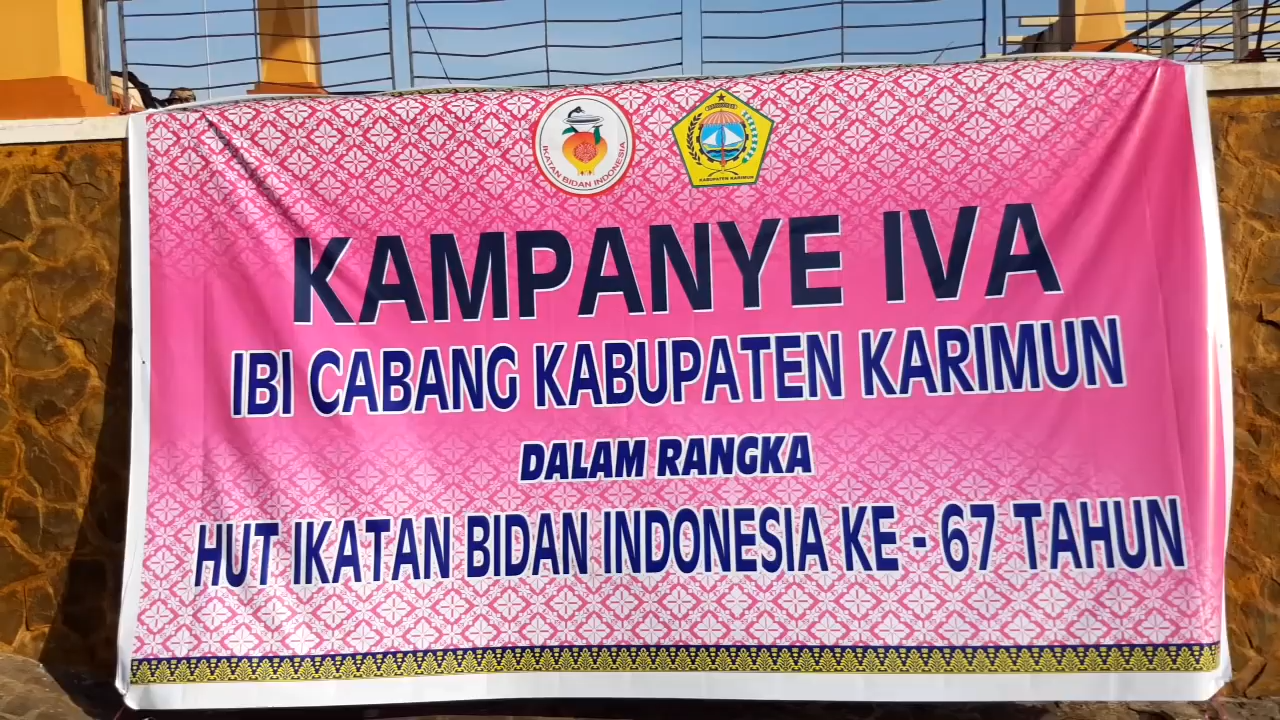 IKATAN BIDAN INDONESIA
KABUPATEN KARIMUN
KAMPANYE IVA
IBI CABANG KABUPATEN KARIMUN
DALAM RANGKA
HUT IKATAN BIDAN INDONESIA KE - 67 TAHUN